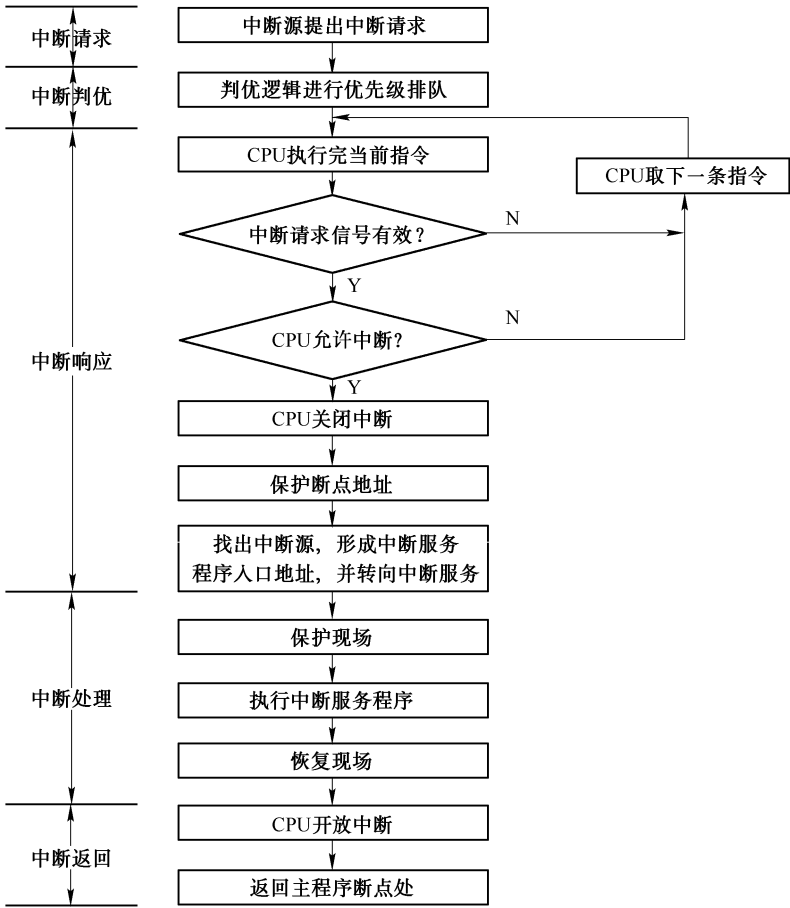 中断请求
中断源提出中断请求
中断判优
判优逻辑进行优先级排队
CPU执行完当前指令
CPU取下一条指令
中断请求信号有效?
N
Y
中断响应
CPU允许中断?
N
Y
CPU关闭中断
保护断点地址
找出中断源，形成中断服务
程序入口地址，并转向中断服务
中断处理
保护现场
执行中断服务程序
恢复现场
中断返回
CPU开放中断
返回主程序断点处